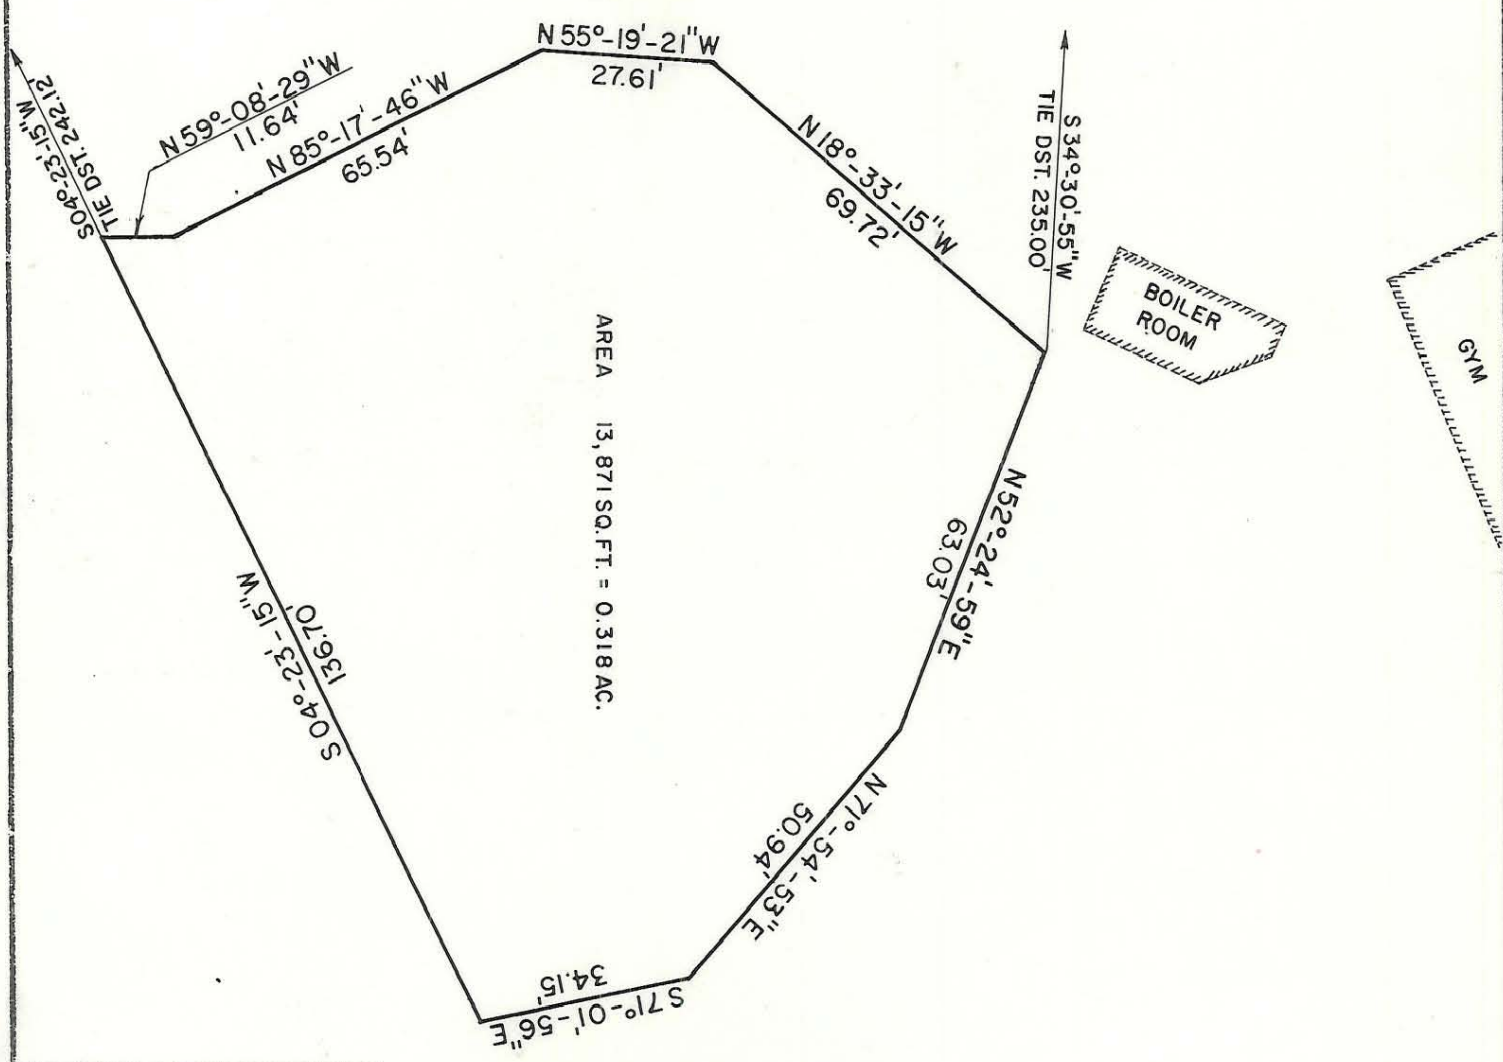 N 55°-19'-21"W
27.61'
N 59°-08'-29"W
11.64'
N 85°-17'-46"W
65.54'
S04°-23'-15"W
TIE DST. 242.12'
N 18°-33'-15"W
69.72'
S 34°-30'-55"W
TIE DST. 235.00'
BOILER
ROOM
GYM
AREA 13,871 SQ.FT. = 0.318 AC.
N 52°-24'-59"E
63.03'
136.70'
S 04°-23'-15"W
N 71°-54'-53"E
50.94'
34.15'
S 71°-01'-56"E